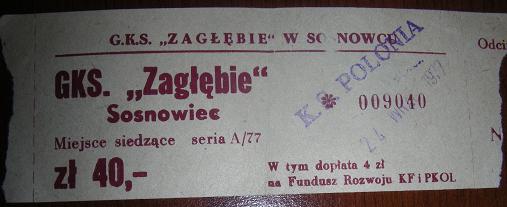 G.K.S. „ZAGŁĘBIE" W SO NOWCU
Odci
GKS. „Zagłębie"
Sosnowiec
K. S. POLONIA
* 009040
Miejsce siedzące seria A/77
zł 40,-
W tym dopłata 4 zł
na Fundusz Rozwoju KF i PKOL.